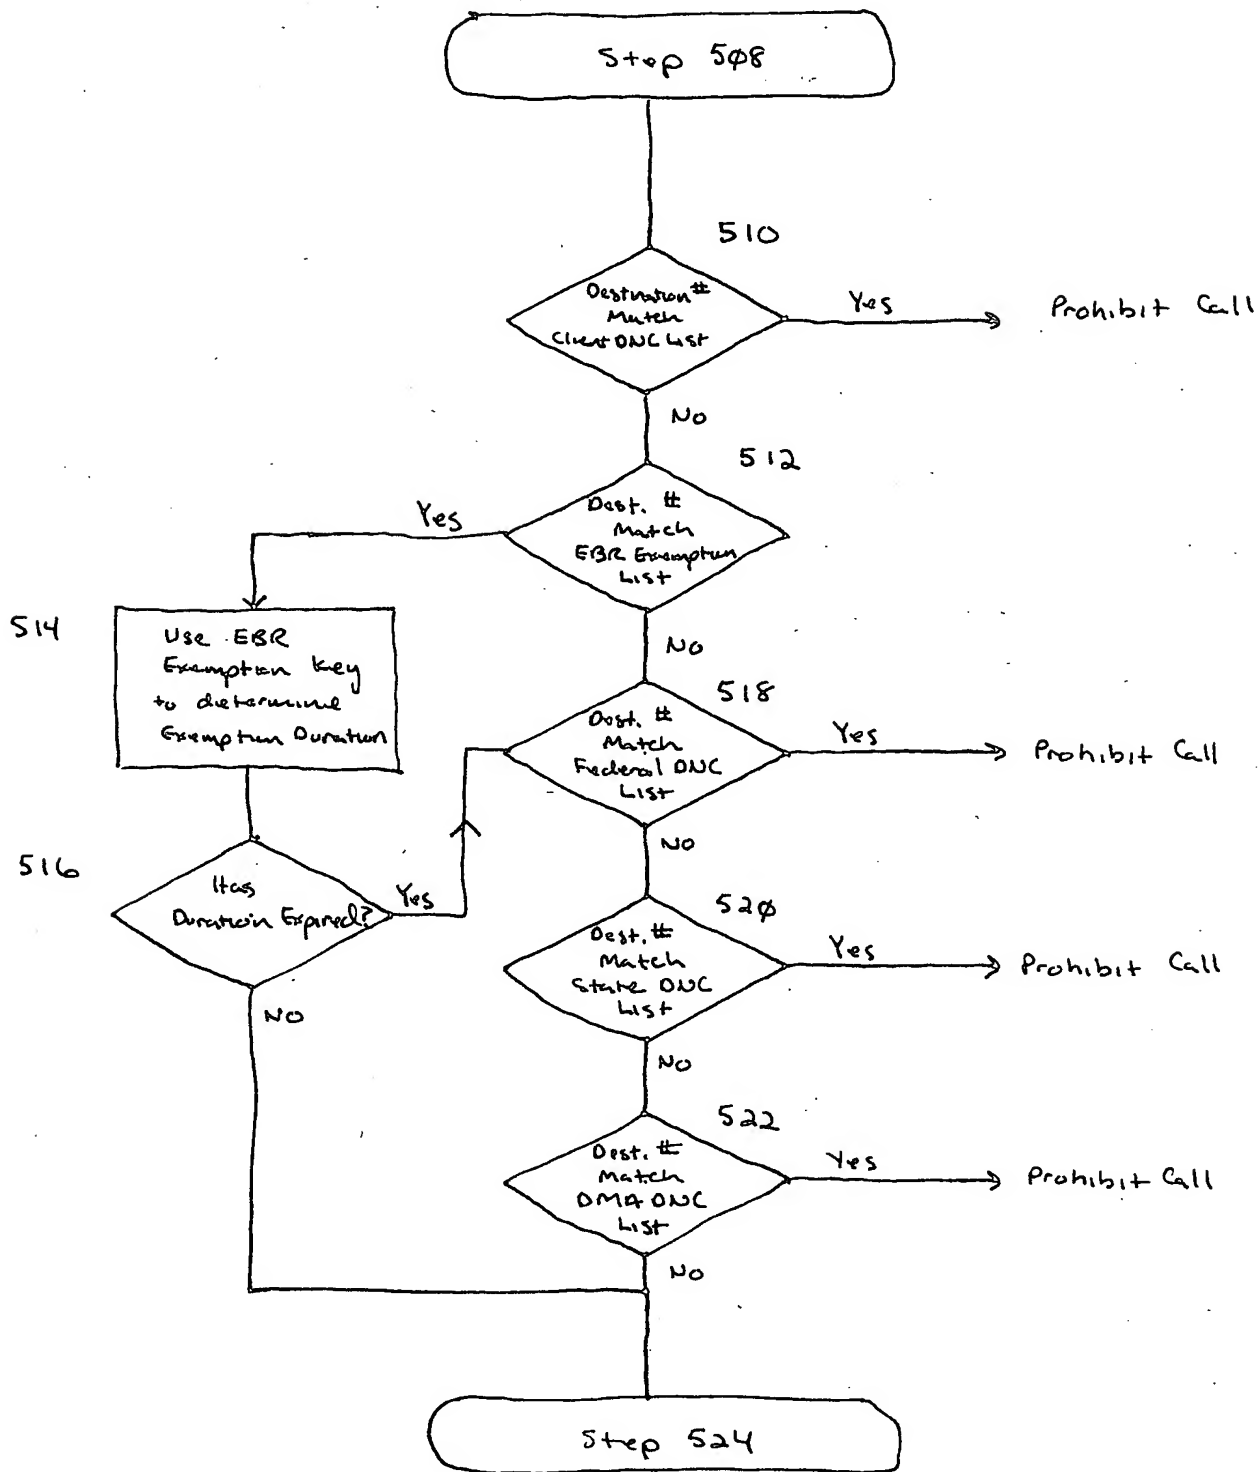 Step 5φ8
510
Destination #
Match
Client DNC List
Yes
Prohibit Call
No
512
Dest. #
Match
EBR Exemption
List
Yes
No
514
Use EBR
Exemption Key
to determine
Exemption Duration
518
Dest. #
Match
Federal DNC
List
Yes
Prohibit Call
No
516
Has
Duration Expired?
Yes
No
52φ
Dest. #
Match
State DNC
List
Yes
Prohibit Call
No
522
Dest. #
Match
DMA DNC
List
Yes
Prohibit Call
No
Step 524